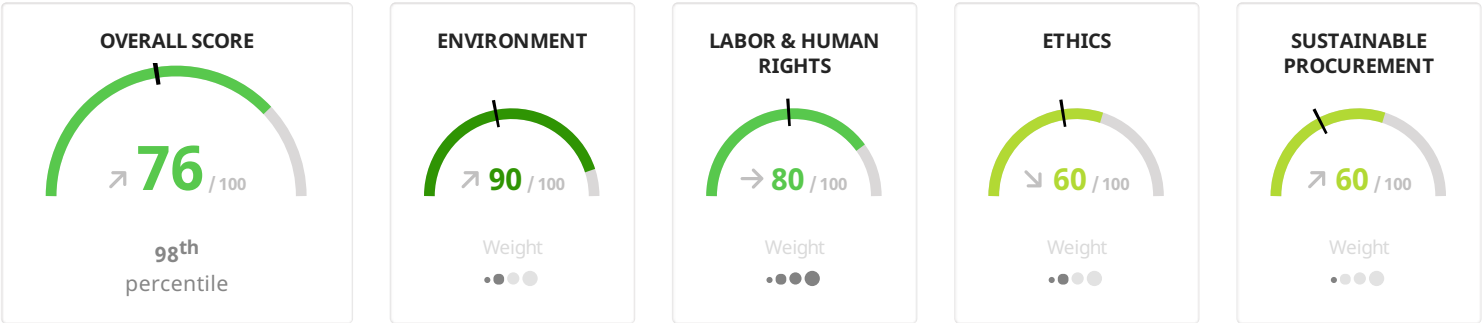 OVERALL SCORE
76 / 100
98th
percentile
ENVIRONMENT
90 / 100
Weight
LABOR & HUMAN
RIGHTS
80 / 100
Weight
ETHICS
60 / 100
Weight
SUSTAINABLE
PROCUREMENT
60 / 100
Weight